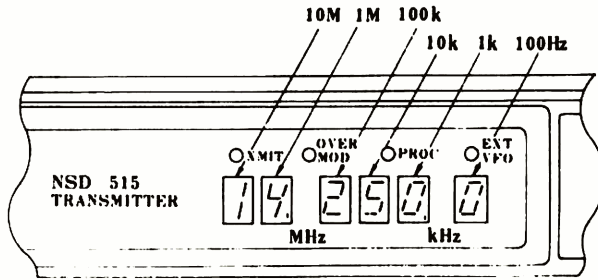 10M 1M 100k
10k 1k 100Hz
XMIT OVER MOD PROC EXT VFO
NSD 515
TRANSMITTER
14. 250. 0
MHz kHz